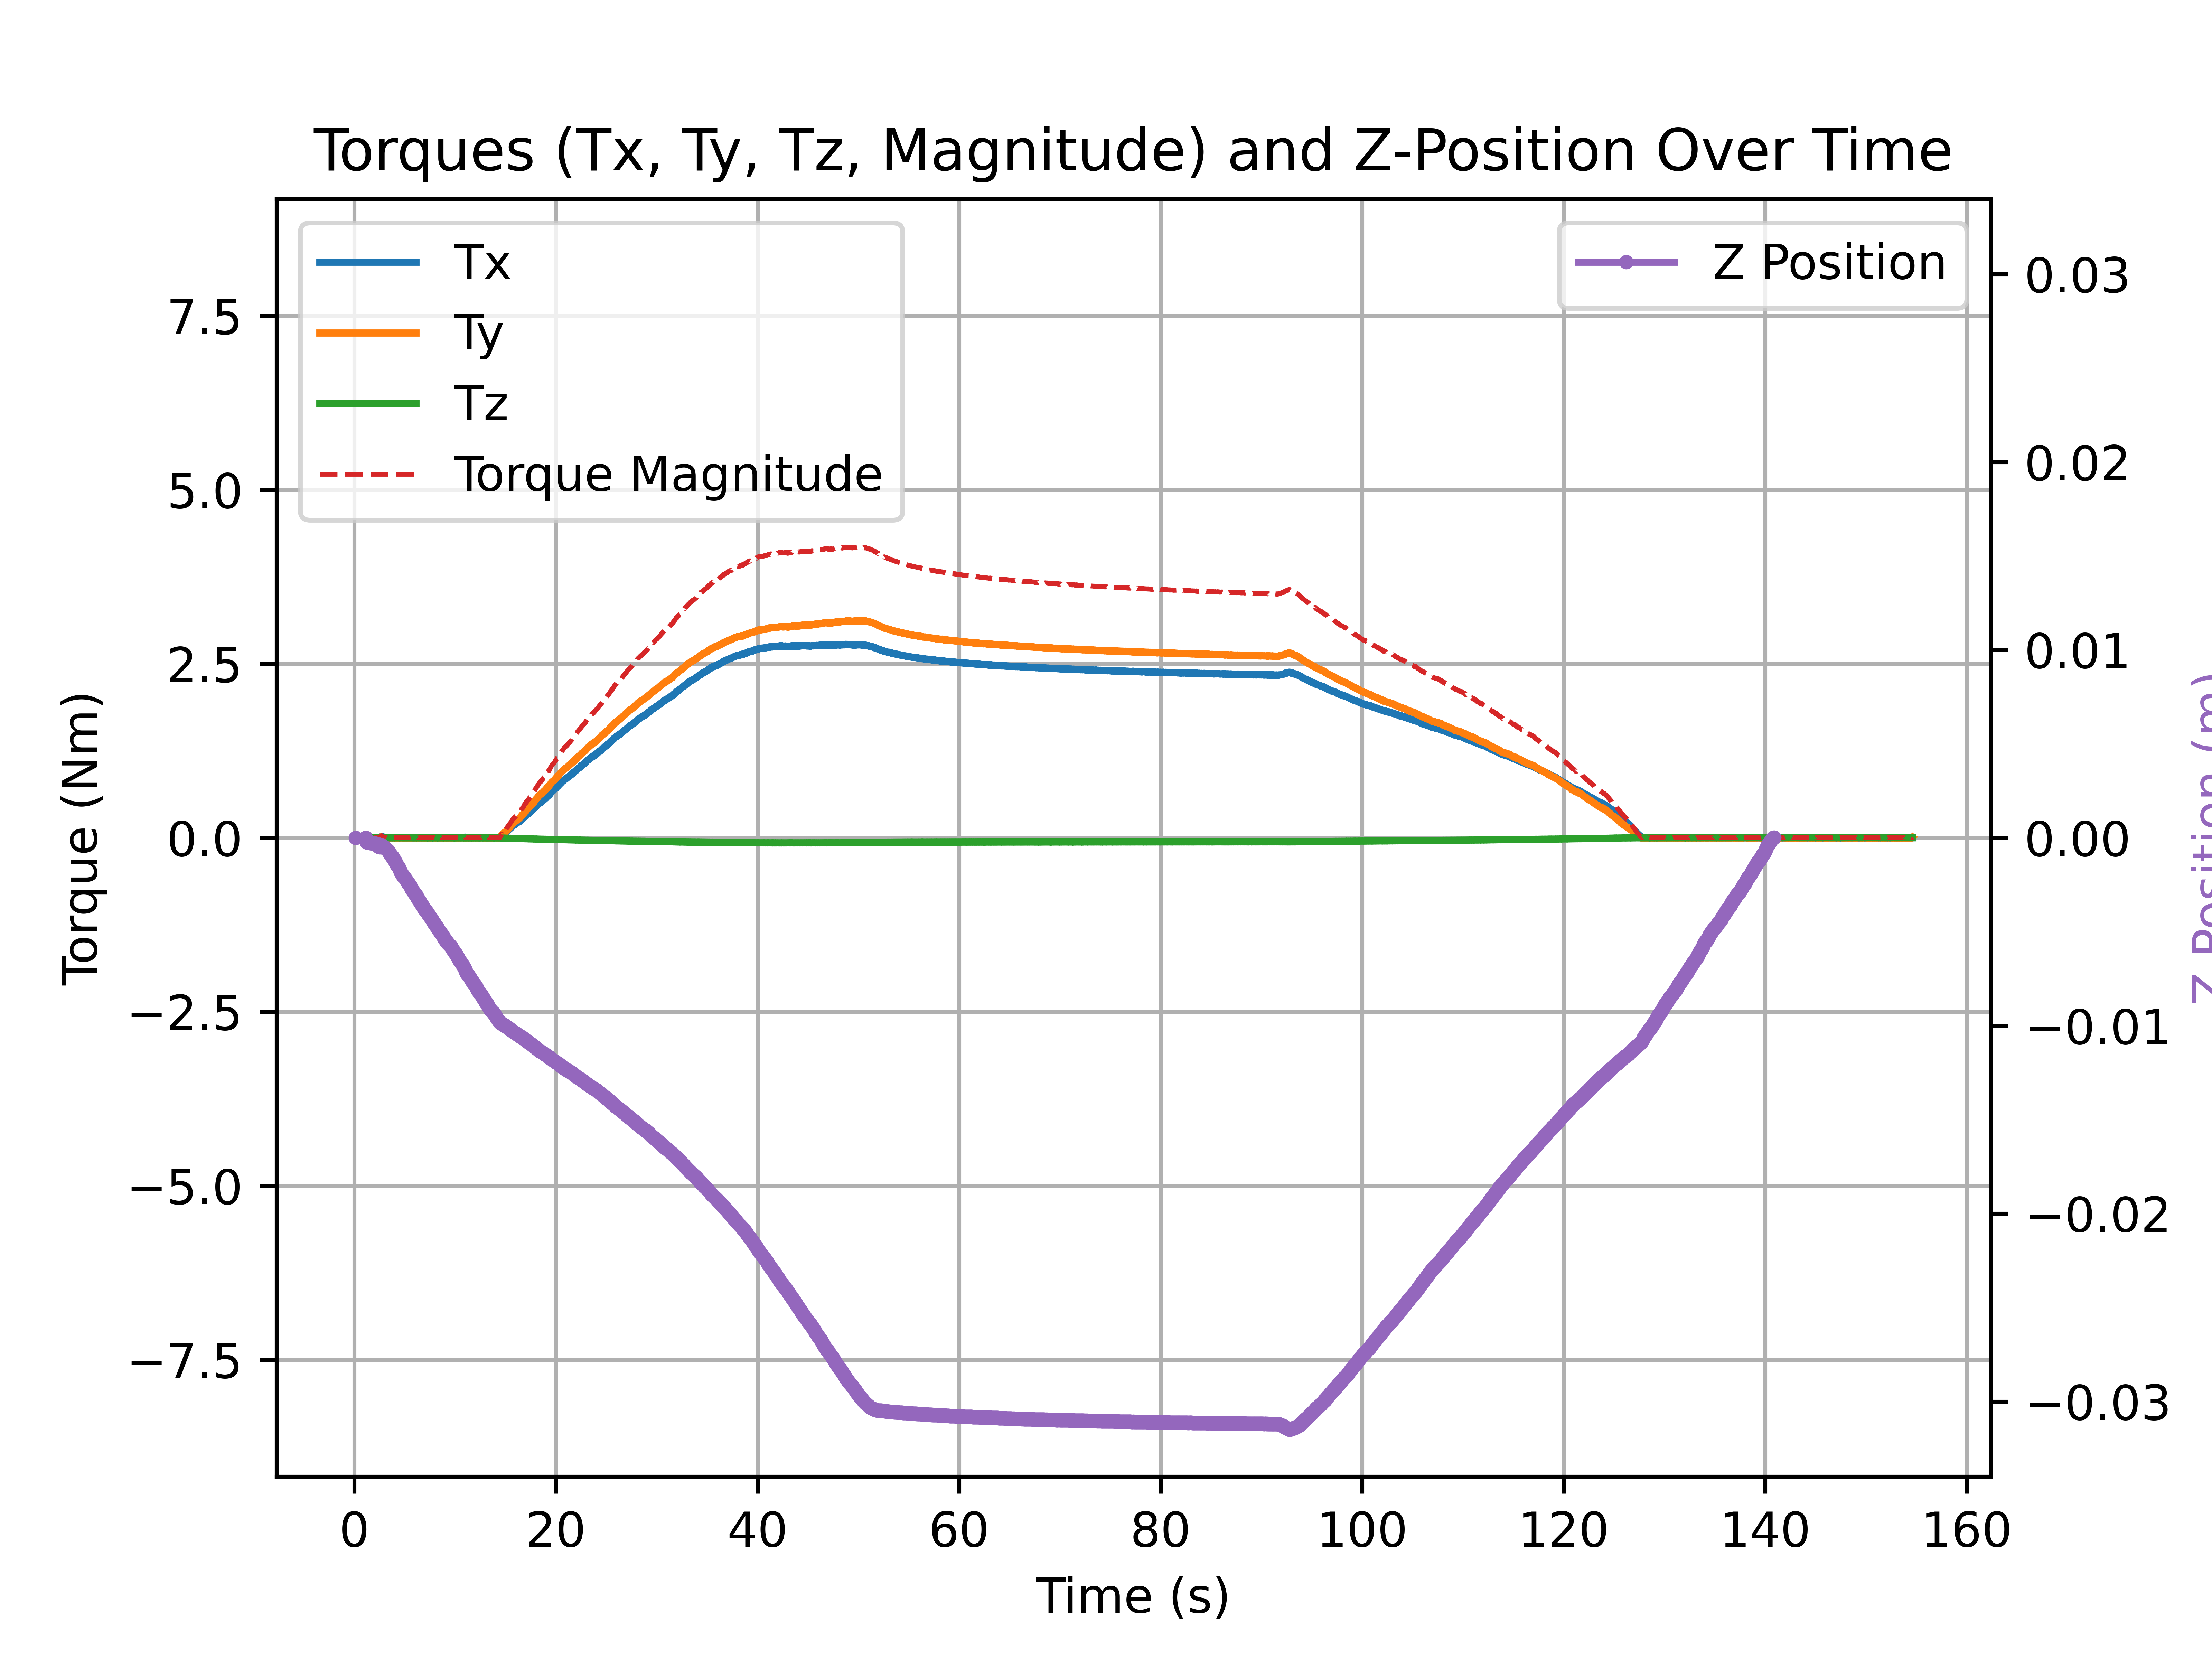 Torques (Tx, Ty, Tz, Magnitude) and Z-Position Over Time
Tx
Ty
Tz
Torque Magnitude
Z Position
7.5
5.0
2.5
0.0
−2.5
−5.0
−7.5
Torque (Nm)
0.03
0.02
0.01
0.00
−0.01
−0.02
−0.03
Z Position (m)
0 20 40 60 80 100 120 140 160
Time (s)